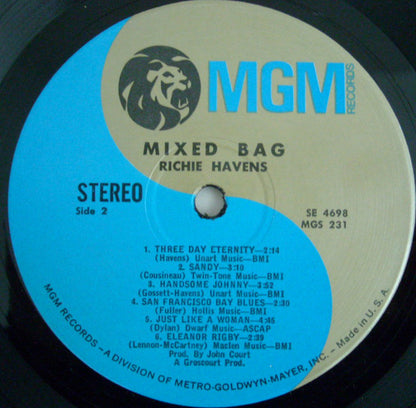 MGM
RECORDS
MIXED BAG
RICHIE HAVENS
STEREO
Side 2
SE 4698
MGS 231
1. THREE DAY ETERNITY—2:14
(Havens) Unart Music—BMI
2. SANDY—3:10
(Cousineau) Twin-Tone Music—BMI
3. HANDSOME JOHNNY—3:52
(Gossett-Havens) Unart Music—BMI
4. SAN FRANCISCO BAY BLUES—2:30
(Fuller) Hollis Music—BMI
5. JUST LIKE A WOMAN—4:45
(Dylan) Dwarf Music—ASCAP
6. ELEANOR RIGBY—2:39
(Lennon-McCartney) Maclen Music—BMI
Prod. By John Court
A Groscourt Prod.
MGM RECORDS—A DIVISION OF METRO-GOLDWYN-MAYER, INC.—Made in U.S.A.